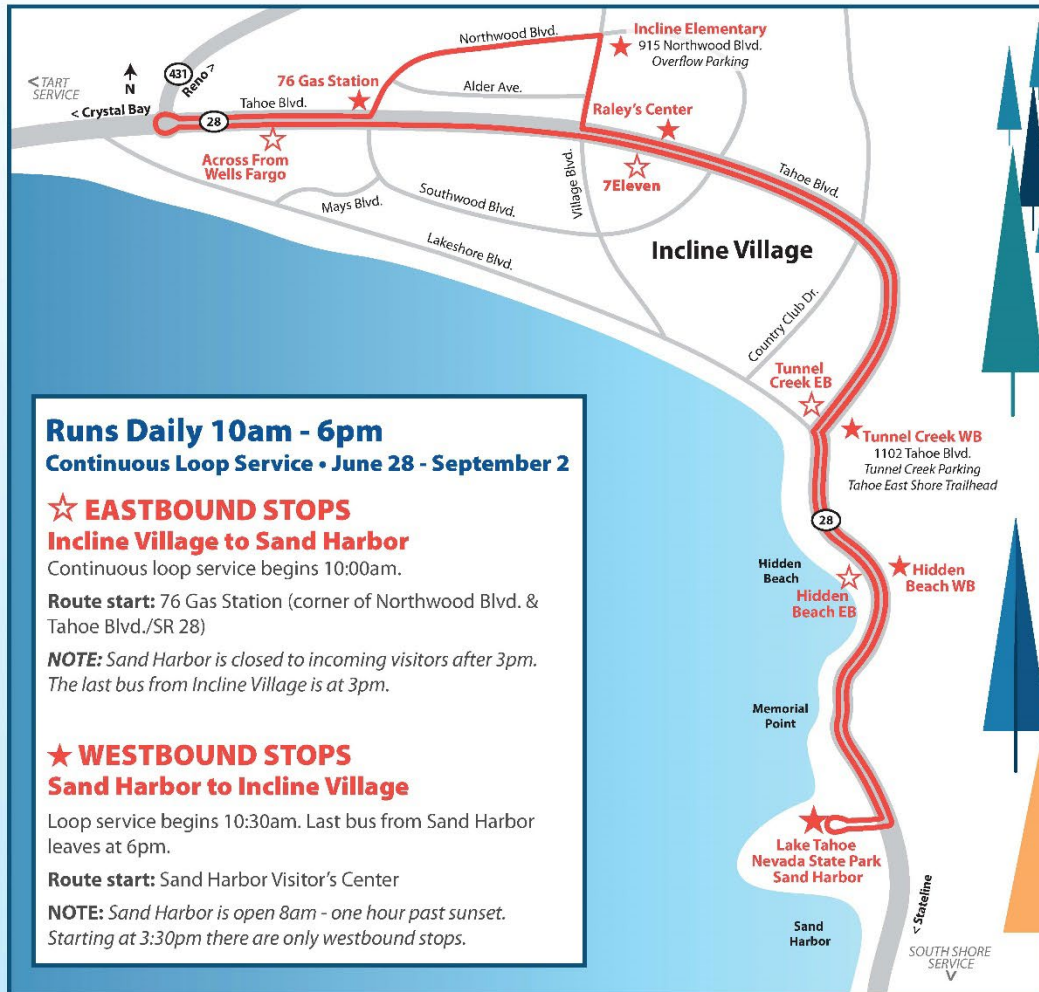 Northwood Blvd.
Incline Elementary
915 Northwood Blvd.
Overflow Parking
< TART
SERVICE
N
431
Reno >
76 Gas Station
Alder Ave.
< Crystal Bay
Tahoe Blvd.
28
Raley's Center
Across From
Wells Fargo
7Eleven
Tahoe Blvd.
Mays Blvd.
Southwood Blvd.
Village Blvd.
Lakeshore Blvd.
Incline Village
Country Club Dr.
Tunnel
Creek EB
Tunnel Creek WB
1102 Tahoe Blvd.
Tunnel Creek Parking
Tahoe East Shore Trailhead
28
Hidden
Beach
Hidden
Beach EB
Hidden
Beach WB
Memorial
Point
Lake Tahoe
Nevada State Park
Sand Harbor
Sand
Harbor
< Stateline
SOUTH SHORE
SERVICE
V
Runs Daily 10am - 6pm
Continuous Loop Service • June 28 - September 2
☆ EASTBOUND STOPS
Incline Village to Sand Harbor
Continuous loop service begins 10:00am.
Route start: 76 Gas Station (corner of Northwood Blvd. &
Tahoe Blvd./SR 28)
NOTE: Sand Harbor is closed to incoming visitors after 3pm.
The last bus from Incline Village is at 3pm.
★ WESTBOUND STOPS
Sand Harbor to Incline Village
Loop service begins 10:30am. Last bus from Sand Harbor
leaves at 6pm.
Route start: Sand Harbor Visitor's Center
NOTE: Sand Harbor is open 8am - one hour past sunset.
Starting at 3:30pm there are only westbound stops.